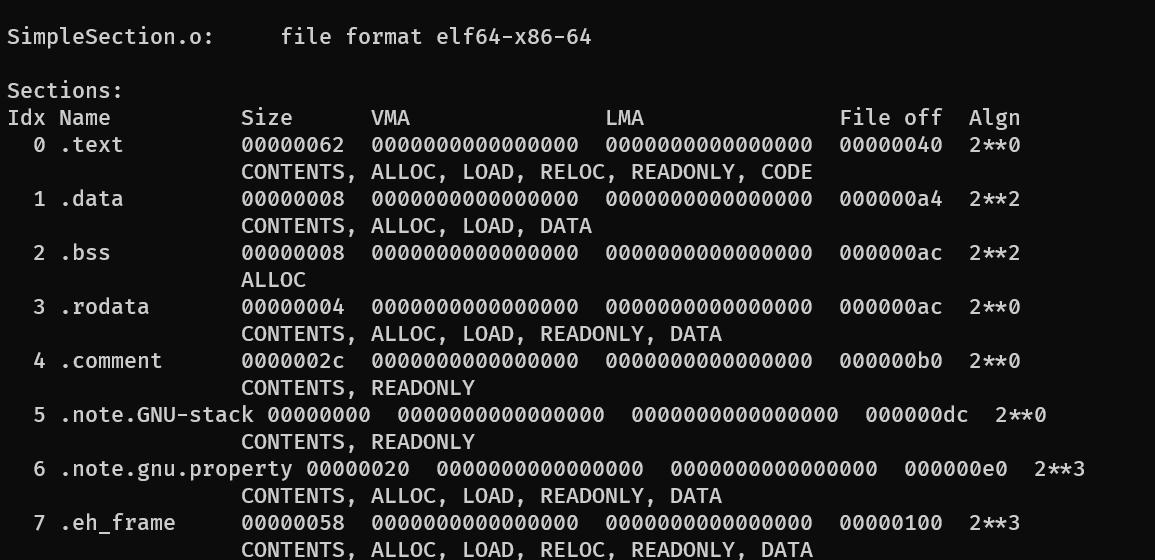 SimpleSection.o:     file format elf64-x86-64

Sections:
Idx Name          Size      VMA               LMA               File off  Algn
  0 .text         00000062  0000000000000000  0000000000000000  00000040  2**0
                  CONTENTS, ALLOC, LOAD, RELOC, READONLY, CODE
  1 .data         00000008  0000000000000000  0000000000000000  000000a4  2**2
                  CONTENTS, ALLOC, LOAD, DATA
  2 .bss          00000008  0000000000000000  0000000000000000  000000ac  2**2
                  ALLOC
  3 .rodata       00000004  0000000000000000  0000000000000000  000000ac  2**0
                  CONTENTS, ALLOC, LOAD, READONLY, DATA
  4 .comment      0000002c  0000000000000000  0000000000000000  000000b0  2**0
                  CONTENTS, READONLY
  5 .note.GNU-stack 00000000  0000000000000000  0000000000000000  000000dc  2**0
                  CONTENTS, READONLY
  6 .note.gnu.property 00000020  0000000000000000  0000000000000000  000000e0  2**3
                  CONTENTS, ALLOC, LOAD, READONLY, DATA
  7 .eh_frame     00000058  0000000000000000  0000000000000000  00000100  2**3
                  CONTENTS, ALLOC, LOAD, RELOC, READONLY, DATA